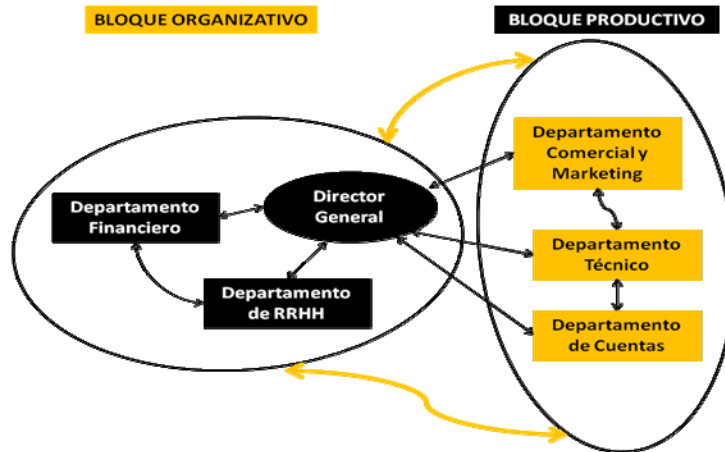 BLOQUE ORGANIZATIVO
BLOQUE PRODUCTIVO
Departamento
Comercial y
Marketing
Director
General
Departamento
Financiero
Departamento
Técnico
Departamento
de RRHH
Departamento
de Cuentas